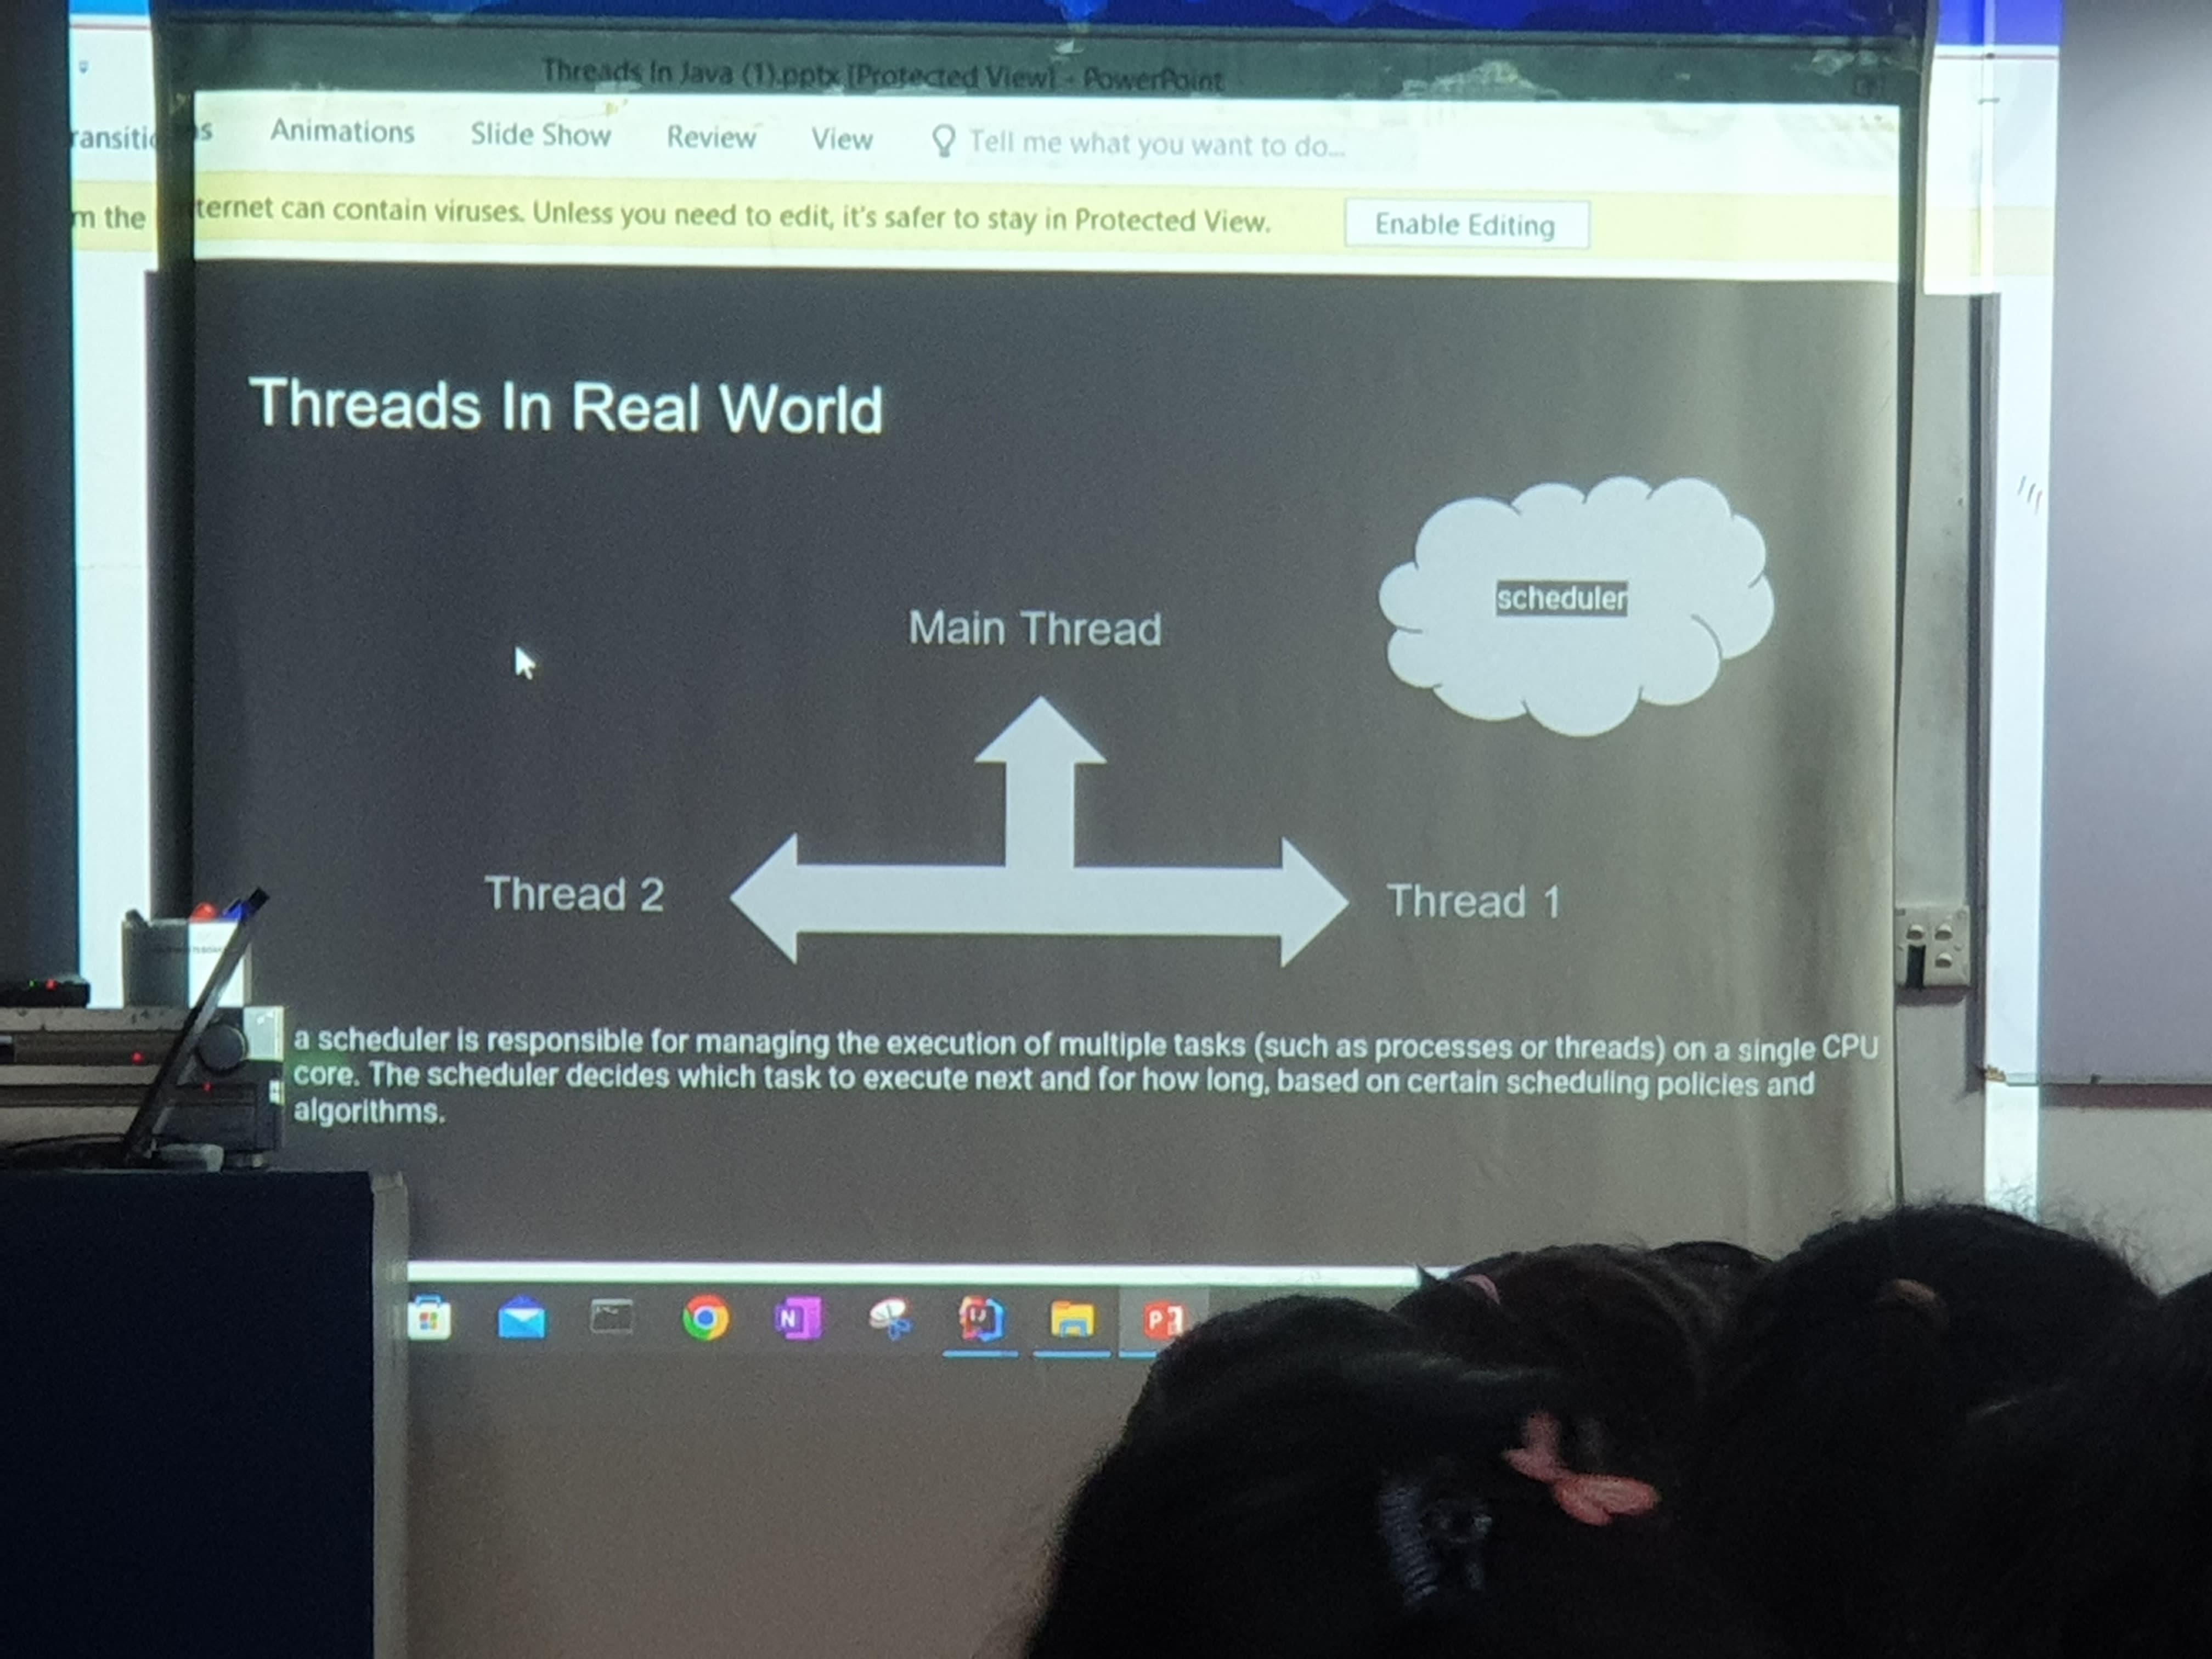 Threads In Java (1).pptx [Protected View] - PowerPoint
Animations Slide Show Review View Tell me what you want to do...
m the ternet can contain viruses. Unless you need to edit, it's safer to stay in Protected View. Enable Editing
Threads In Real World
scheduler
Main Thread
Thread 2 Thread 1
a scheduler is responsible for managing the execution of multiple tasks (such as processes or threads) on a single CPU
core. The scheduler decides which task to execute next and for how long, based on certain scheduling policies and
algorithms.